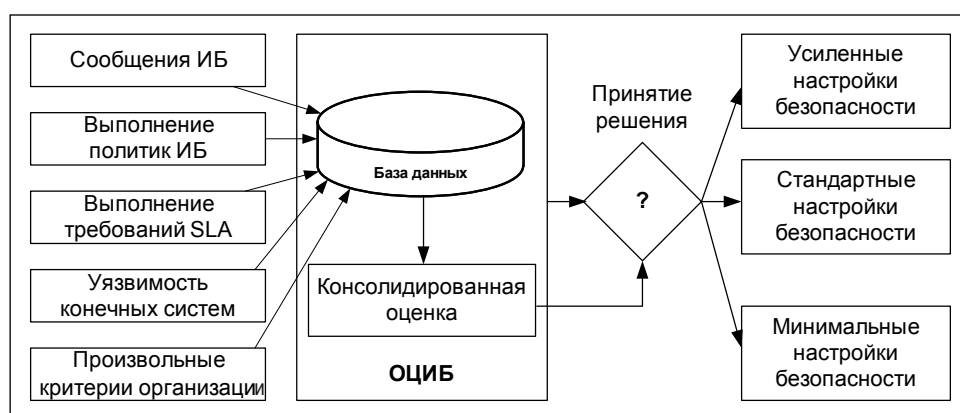 Сообщения ИБ
Выполнение
политик ИБ
Выполнение
требований SLA
Уязвимость
конечных систем
Произвольные
критерии организации
База данных
Консолидированная
оценка
ОЦИБ
Принятие
решения
?
Усиленные
настройки
безопасности
Стандартные
настройки
безопасности
Минимальные
настройки
безопасности